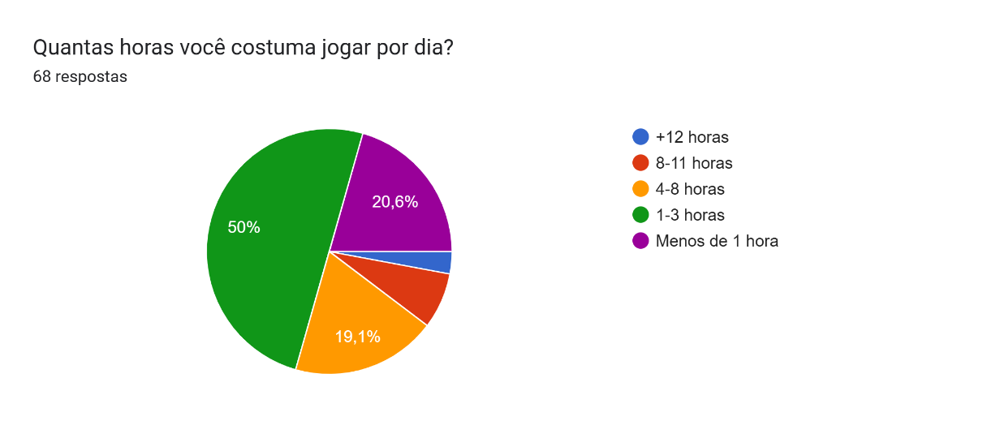 Quantas horas você costuma jogar por dia?
68 respostas
+12 horas
8-11 horas
4-8 horas
1-3 horas
Menos de 1 hora
20,6%
50%
19,1%